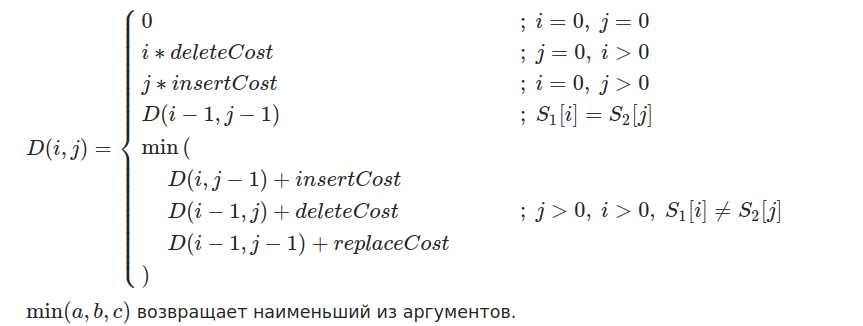 0 ; i = 0, j = 0
i ∗ deleteCost ; j = 0, i > 0
j ∗ insertCost ; i = 0, j > 0
D(i − 1, j − 1) ; S₁[i] = S₂[j]
D(i, j) = { min (
D(i, j − 1) + insertCost
D(i − 1, j) + deleteCost ; j > 0, i > 0, S₁[i] ≠ S₂[j]
D(i − 1, j − 1) + replaceCost
)
min(a, b, c) возвращает наименьший из аргументов.